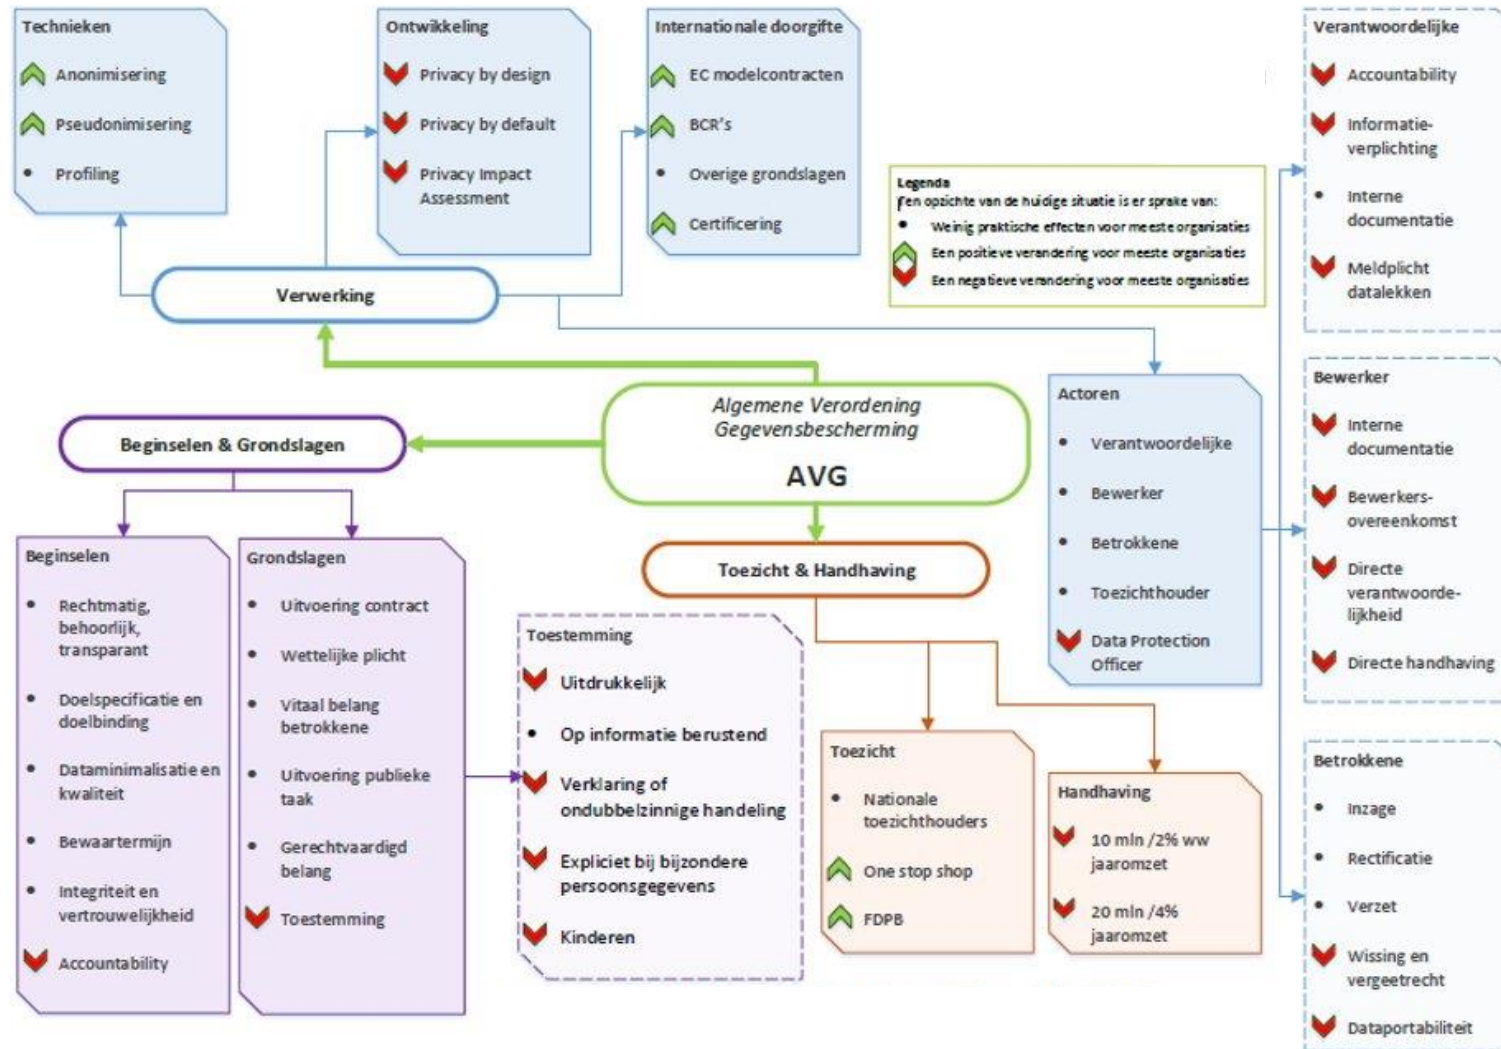 Technieken
Anonimisering
Pseudonimisering
• Profiling
Ontwikkeling
Privacy by design
Privacy by default
Privacy Impact
Assessment
Internationale doorgifte
EC modelcontracten
BCR's
• Overige grondslagen
Certificering
Legenda
Ten opzichte van de huidige situatie is er sprake van:
• Weinig praktische effecten voor meeste organisaties
Een positieve verandering voor meeste organisaties
Een negatieve verandering voor meeste organisaties
Verantwoordelijke
Accountability
Informatie-
verplichting
• Interne
documentatie
Meldplicht
datalekken
Verwerking
Algemene Verordening
Gegevensbescherming
AVG
Beginselen & Grondslagen
Toezicht & Handhaving
Actoren
• Verantwoordelijke
• Bewerker
• Betrokkene
• Toezichthouder
Data Protection
Officer
Bewerker
Interne
documentatie
Bewerkers-
overeenkomst
Directe
verantwoorde-
lijkheid
Directe handhaving
Beginselen
• Rechtmatig,
behoorlijk,
transparant
• Doelspecificatie en
doelbinding
• Dataminimalisatie en
kwaliteit
• Bewaartermijn
• Integriteit en
vertrouwelijkheid
Accountability
Grondslagen
• Uitvoering contract
• Wettelijke plicht
• Vitaal belang
betrokkene
• Uitvoering publieke
taak
• Gerechtvaardigd
belang
Toestemming
Toestemming
Uitdrukkelijk
• Op informatie berustend
Verklaring of
ondubbelzinnige handeling
Expliciet bij bijzondere
persoonsgegevens
Kinderen
Toezicht
• Nationale
toezichthouders
One stop shop
FDPB
Handhaving
10 mln /2% ww
jaaromzet
20 mln /4%
jaaromzet
Betrokkene
• Inzage
• Rectificatie
• Verzet
Wissing en
vergeetrecht
Dataportabiliteit